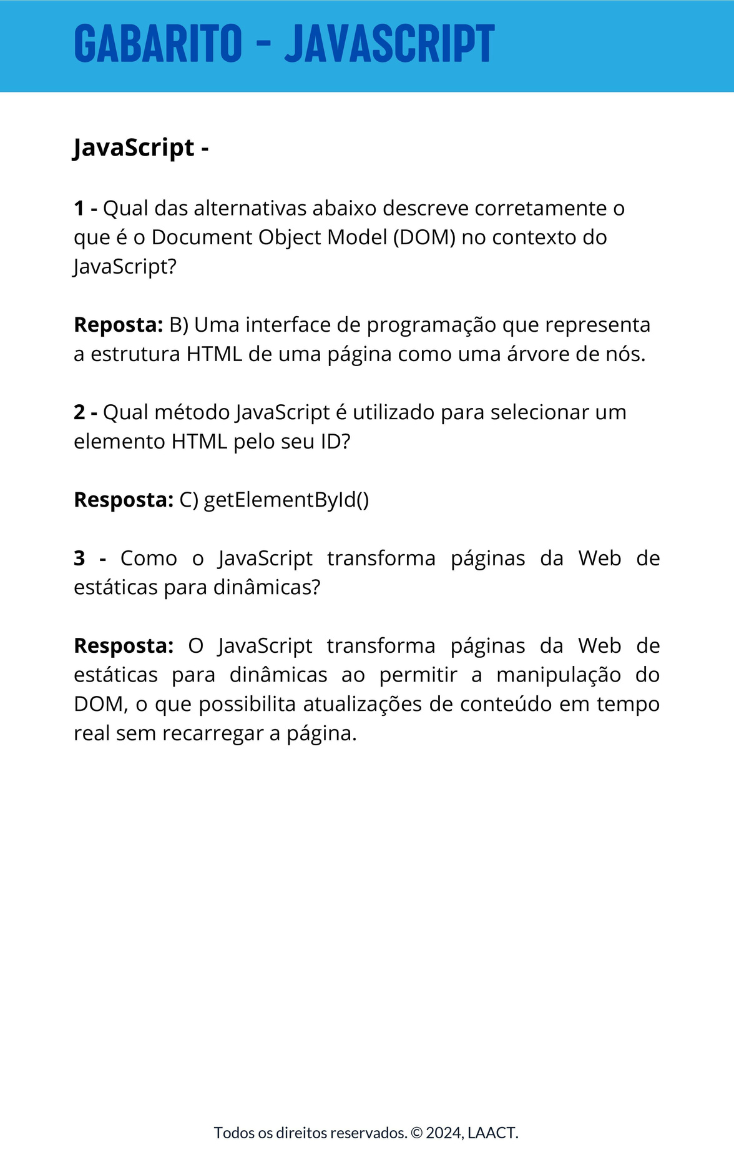 GABARITO - JAVASCRIPT
JavaScript -
1 - Qual das alternativas abaixo descreve corretamente o
que é o Document Object Model (DOM) no contexto do
JavaScript?
Reposta: B) Uma interface de programação que representa
a estrutura HTML de uma página como uma árvore de nós.
2 - Qual método JavaScript é utilizado para selecionar um
elemento HTML pelo seu ID?
Resposta: C) getElementById()
3 - Como o JavaScript transforma páginas da Web de
estáticas para dinâmicas?
Resposta: O JavaScript transforma páginas da Web de
estáticas para dinâmicas ao permitir a manipulação do
DOM, o que possibilita atualizações de conteúdo em tempo
real sem recarregar a página.
Todos os direitos reservados. © 2024, LAACT.